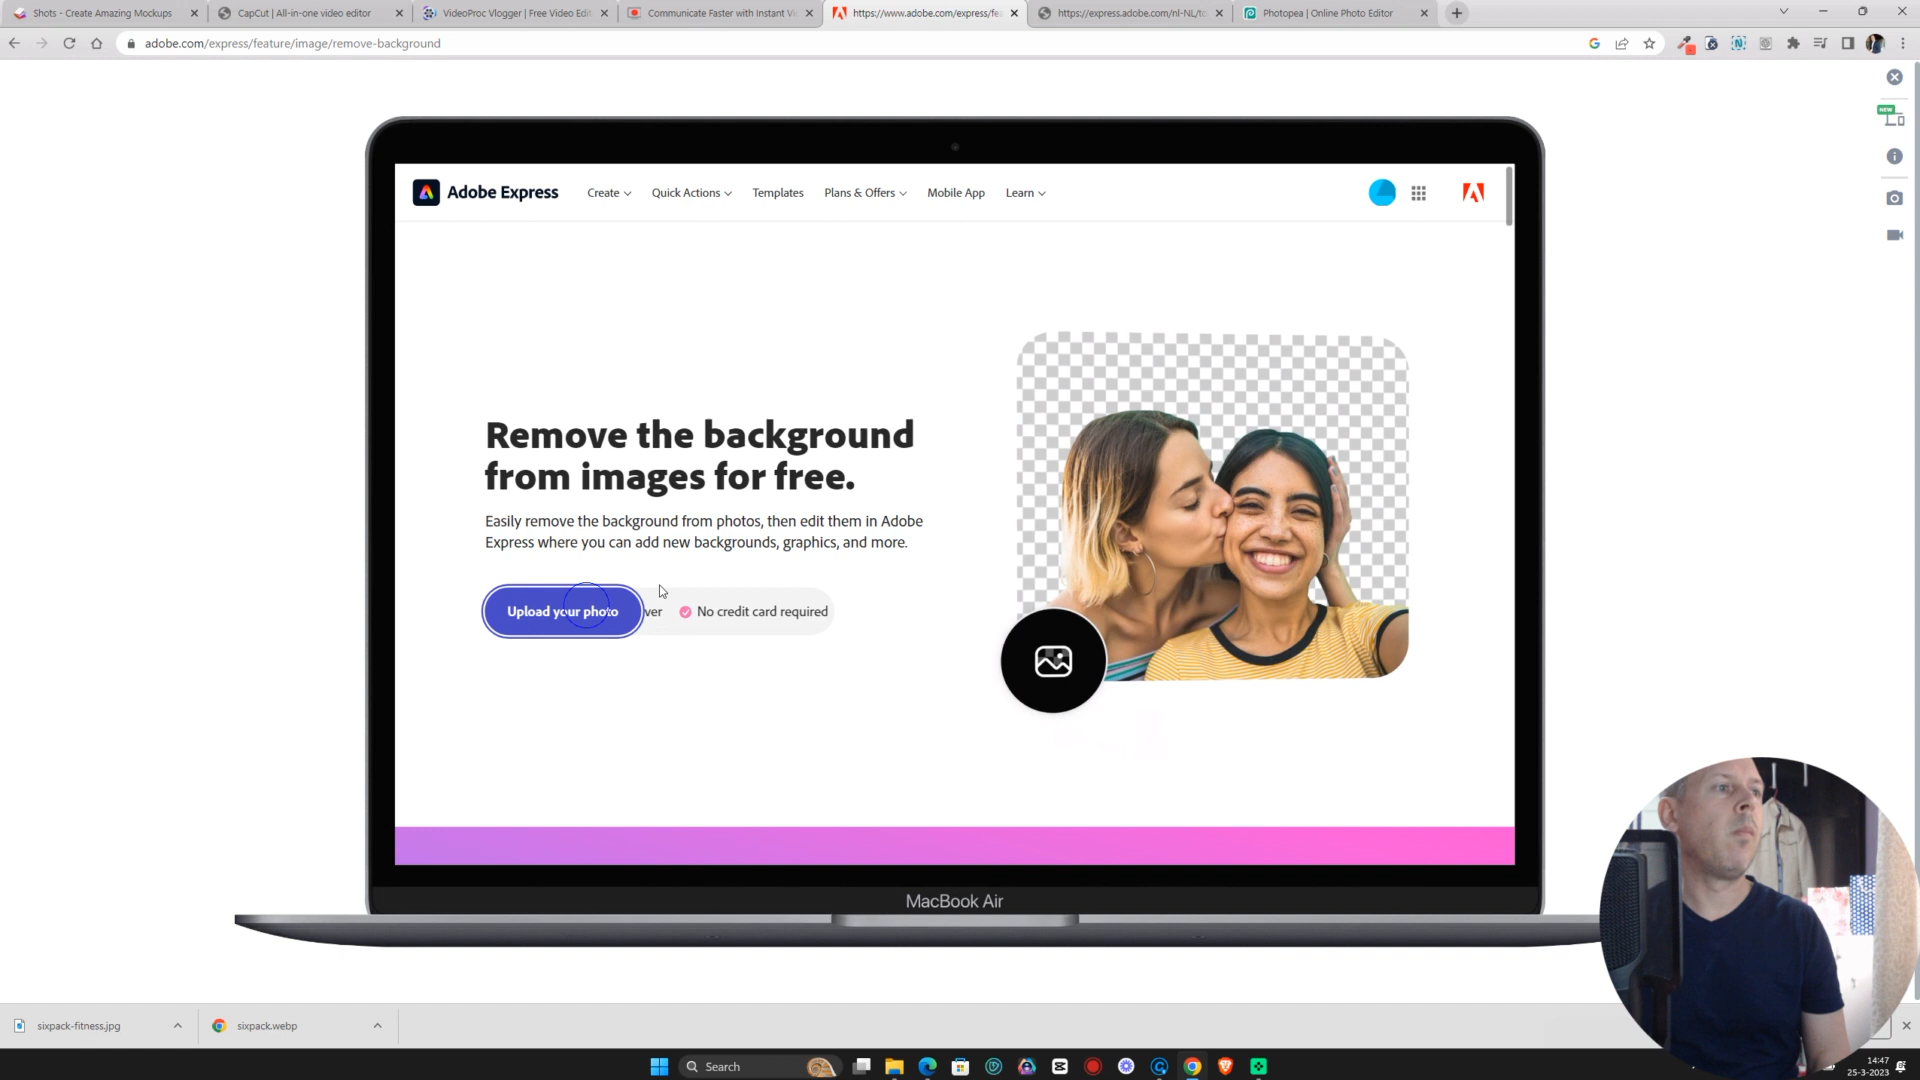 Shots - Create Amazing Mockups
CapCut | All-in-one video editor
VideoProc Vlogger | Free Video Edi
Communicate Faster with Instant Vi
https://www.adobe.com/express/fea
https://express.adobe.com/nl-NL/to
Photopea | Online Photo Editor
adobe.com/express/feature/image/remove-background
NEW
Adobe Express
Create
Quick Actions
Templates
Plans & Offers
Mobile App
Learn
Remove the background
from images for free.
Easily remove the background from photos, then edit them in Adobe
Express where you can add new backgrounds, graphics, and more.
Upload your photo
ver
No credit card required
MacBook Air
sixpack-fitness.jpg
sixpack.webp
Search
14:47
25-3-2023